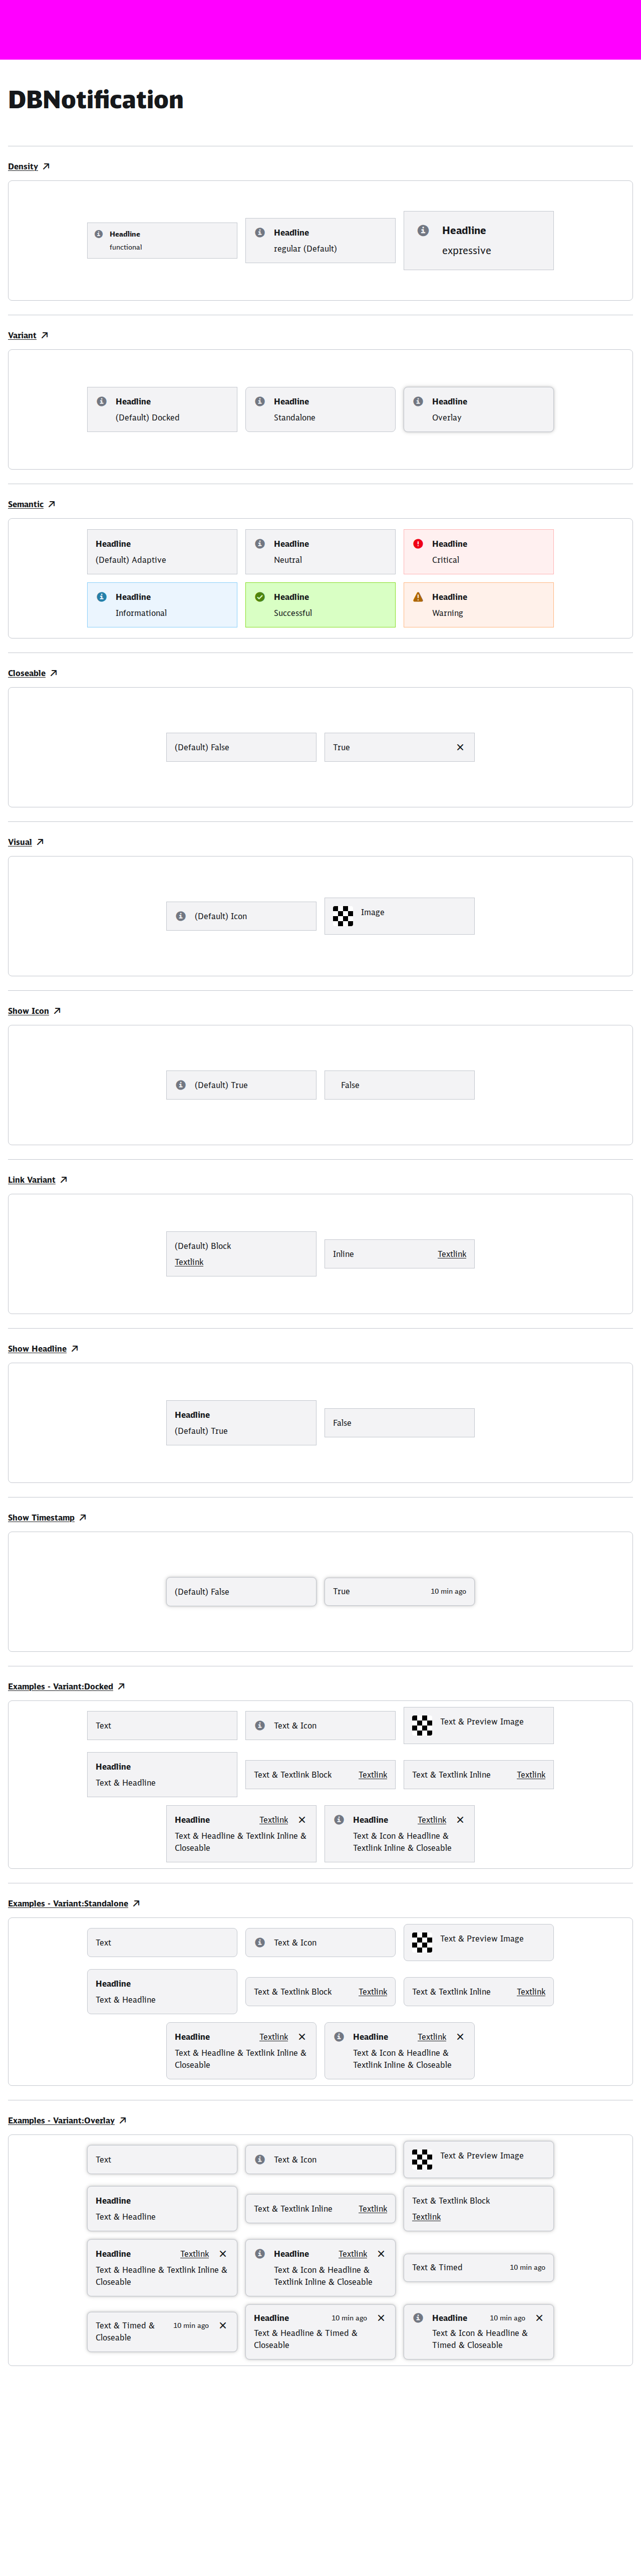 DBNotification
Density
Headline
functional
Headline
regular (Default)
Headline
expressive
Variant
Headline
(Default) Docked
Headline
Standalone
Headline
Overlay
Semantic
Headline
(Default) Adaptive
Headline
Neutral
Headline
Critical
Headline
Informational
Headline
Successful
Headline
Warning
Closeable
(Default) False
True
Visual
(Default) Icon
Image
Show Icon
(Default) True
False
Link Variant
(Default) Block
Textlink
Inline Textlink
Show Headline
Headline
(Default) True
False
Show Timestamp
(Default) False
True 10 min ago
Examples - Variant:Docked
Text
Text & Icon
Text & Preview Image
Headline
Text & Headline
Text & Textlink Block Textlink
Text & Textlink Inline Textlink
Headline Textlink
Text & Headline & Textlink Inline &
Closeable
Headline Textlink
Text & Icon & Headline &
Textlink Inline & Closeable
Examples - Variant:Standalone
Text
Text & Icon
Text & Preview Image
Headline
Text & Headline
Text & Textlink Block Textlink
Text & Textlink Inline Textlink
Headline Textlink
Text & Headline & Textlink Inline &
Closeable
Headline Textlink
Text & Icon & Headline &
Textlink Inline & Closeable
Examples - Variant:Overlay
Text
Text & Icon
Text & Preview Image
Headline
Text & Headline
Text & Textlink Inline Textlink
Text & Textlink Block
Textlink
Headline Textlink
Text & Headline & Textlink Inline &
Closeable
Headline Textlink
Text & Icon & Headline &
Textlink Inline & Closeable
Text & Timed 10 min ago
Text & Timed & 10 min ago
Closeable
Headline 10 min ago
Text & Headline & Timed &
Closeable
Headline 10 min ago
Text & Icon & Headline &
Timed & Closeable